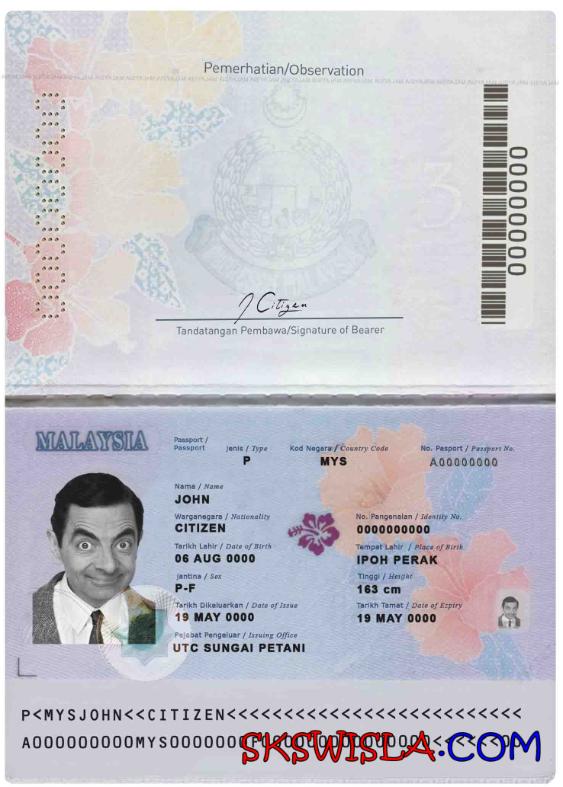 Pemerhatian/Observation
00000000
J Citizen
Tandatangan Pembawa/Signature of Bearer
MALAYSIA
Passport / Passport
Jenis / Type
Kod Negara / Country Code
No. Pasport / Passport No.
P
MYS
A00000000
Nama / Name
JOHN
Warganegara / Nationality
No. Pangenalan / Identity No.
CITIZEN
0000000000
Tarikh Lahir / Date of Birth
Tempat Lahir / Place of Birth
06 AUG 0000
IPOH PERAK
jantina / Sex
Tinggi / Heigar
P-F
163 cm
Tarikh Dikeluarkan / Date of Issue
Tarikh Tamat / Date of Expiry
19 MAY 0000
19 MAY 0000
Pejabat Pengeluar / Issuing Office
UTC SUNGAI PETANI
P<MYSJOHN<<CITIZEN<<<<<<<<<<<<<<<<<<<<<<<<<<
SKSWISLA.COM